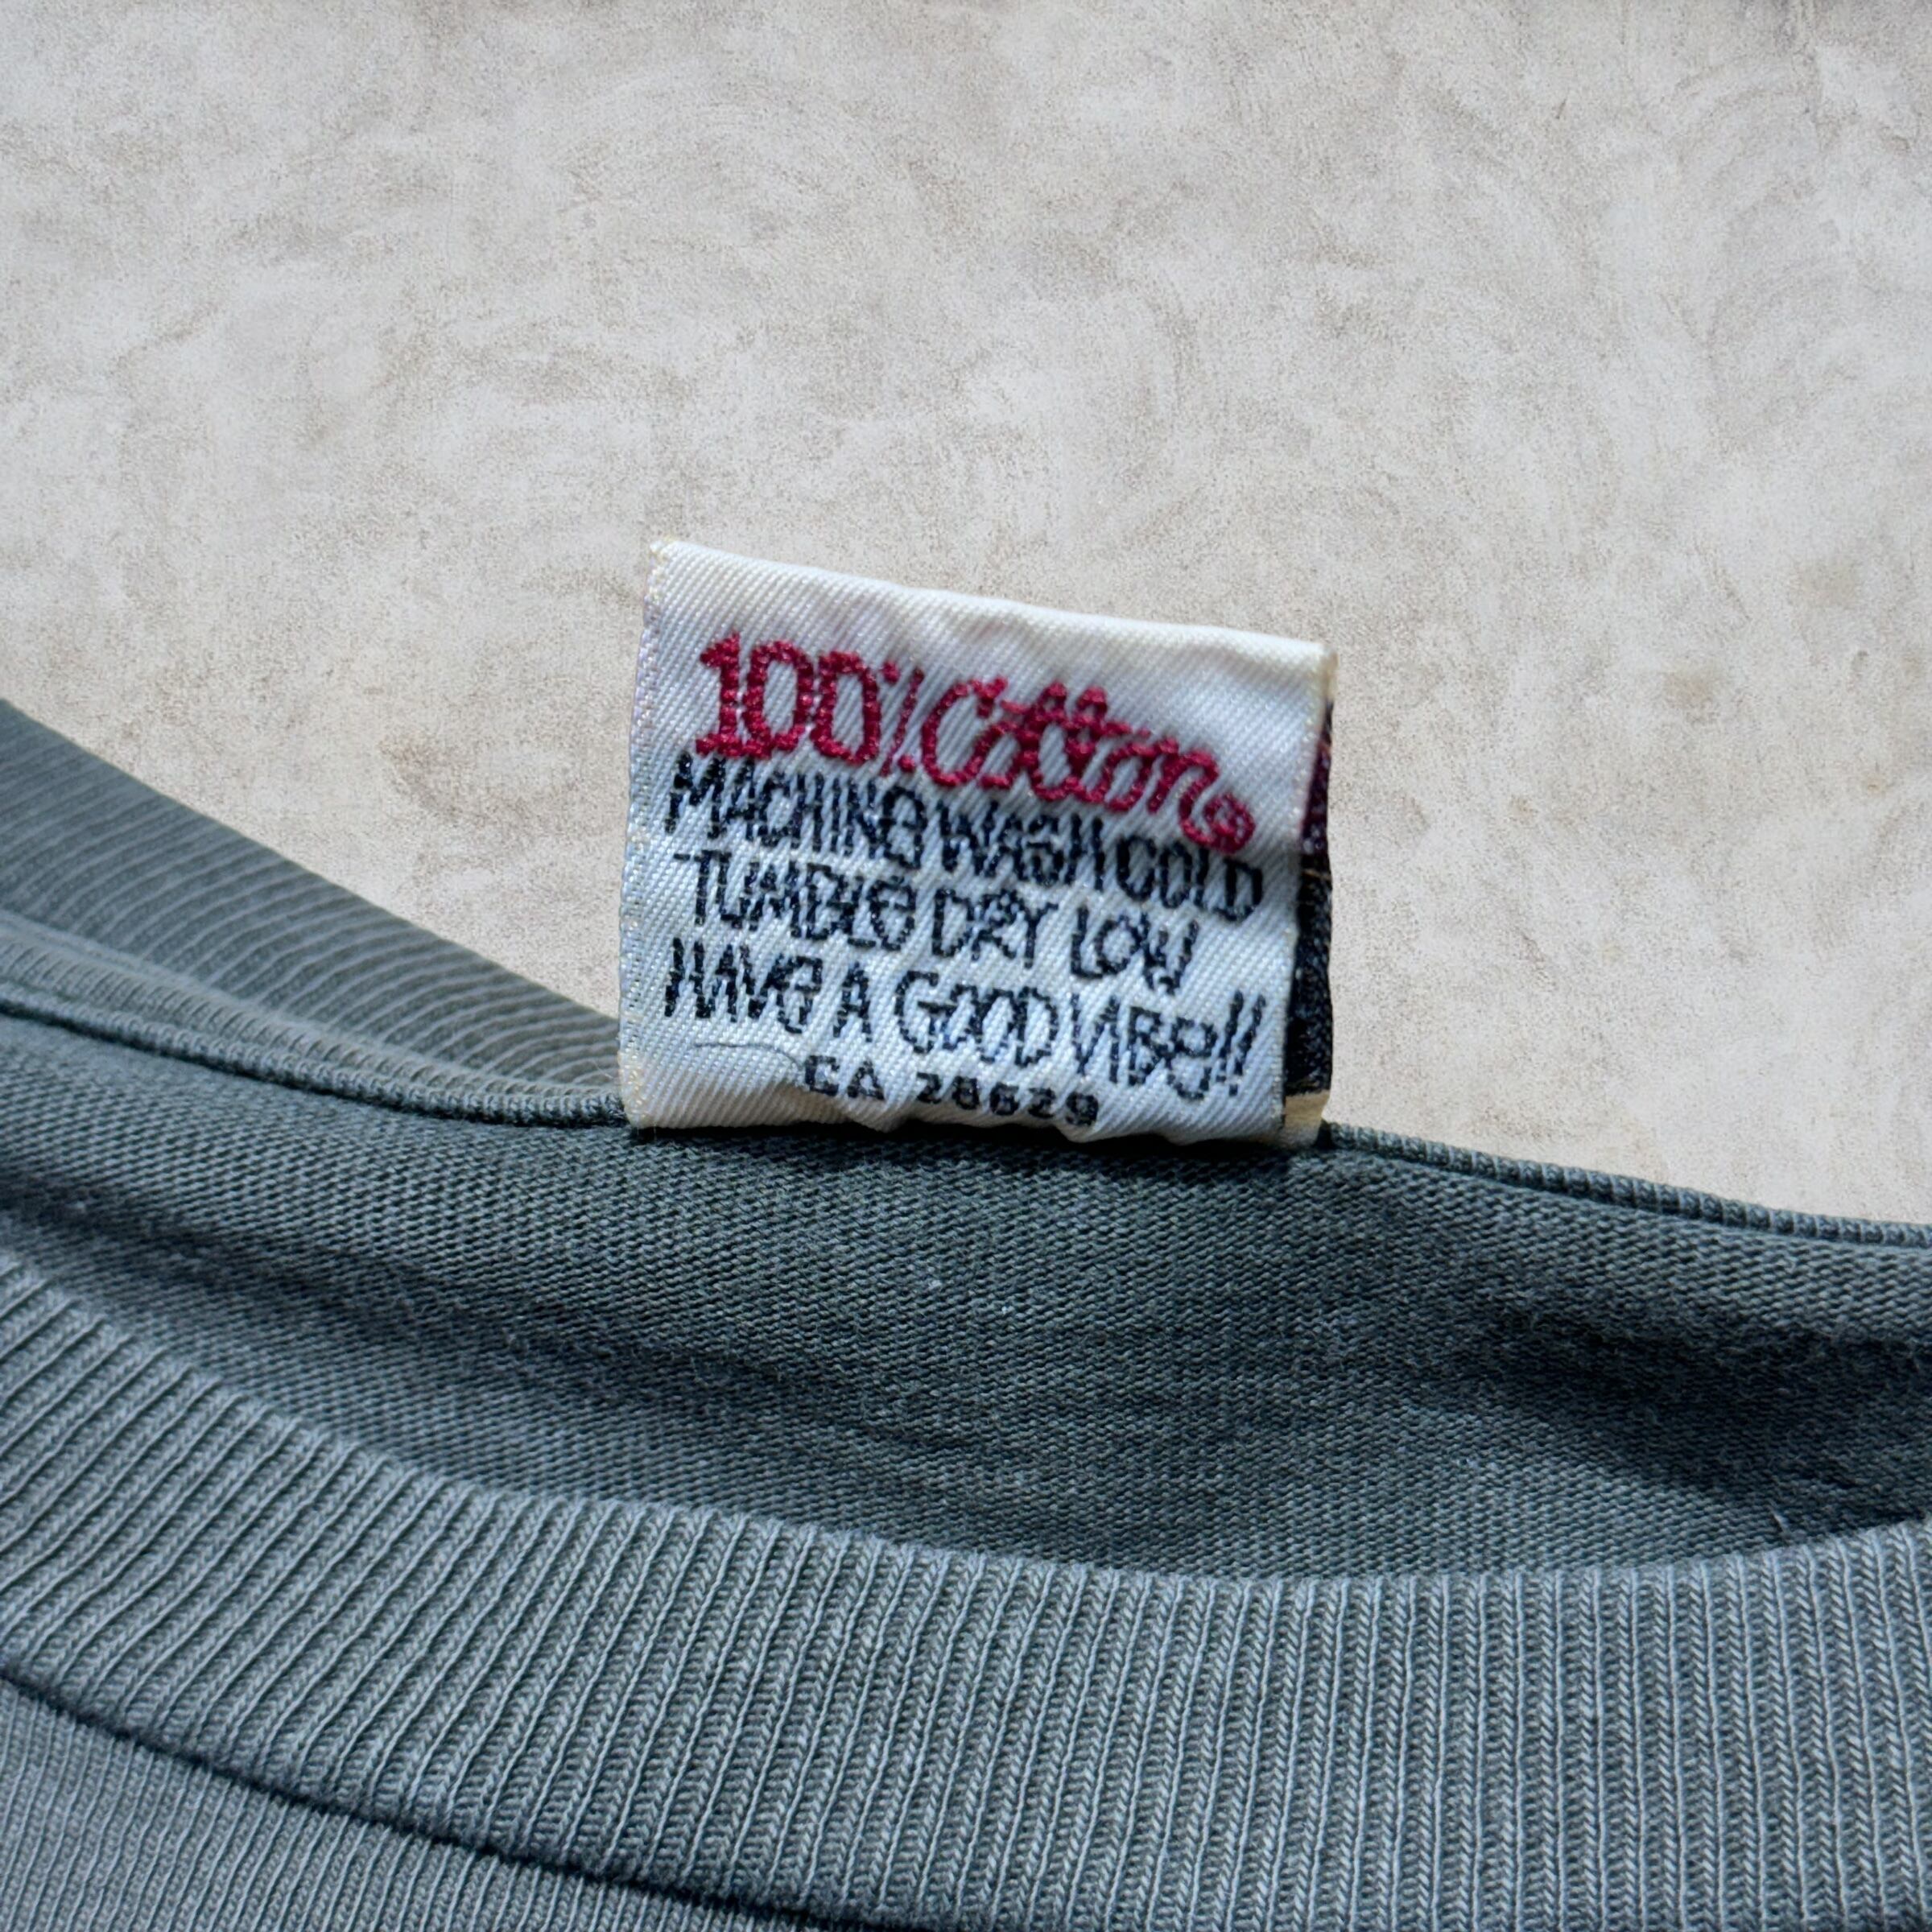 100% Cotton
MACHINE WASH COLD
TUMBLE DRY LOW
HAVE A GOOD VIBE!!
CA 28629